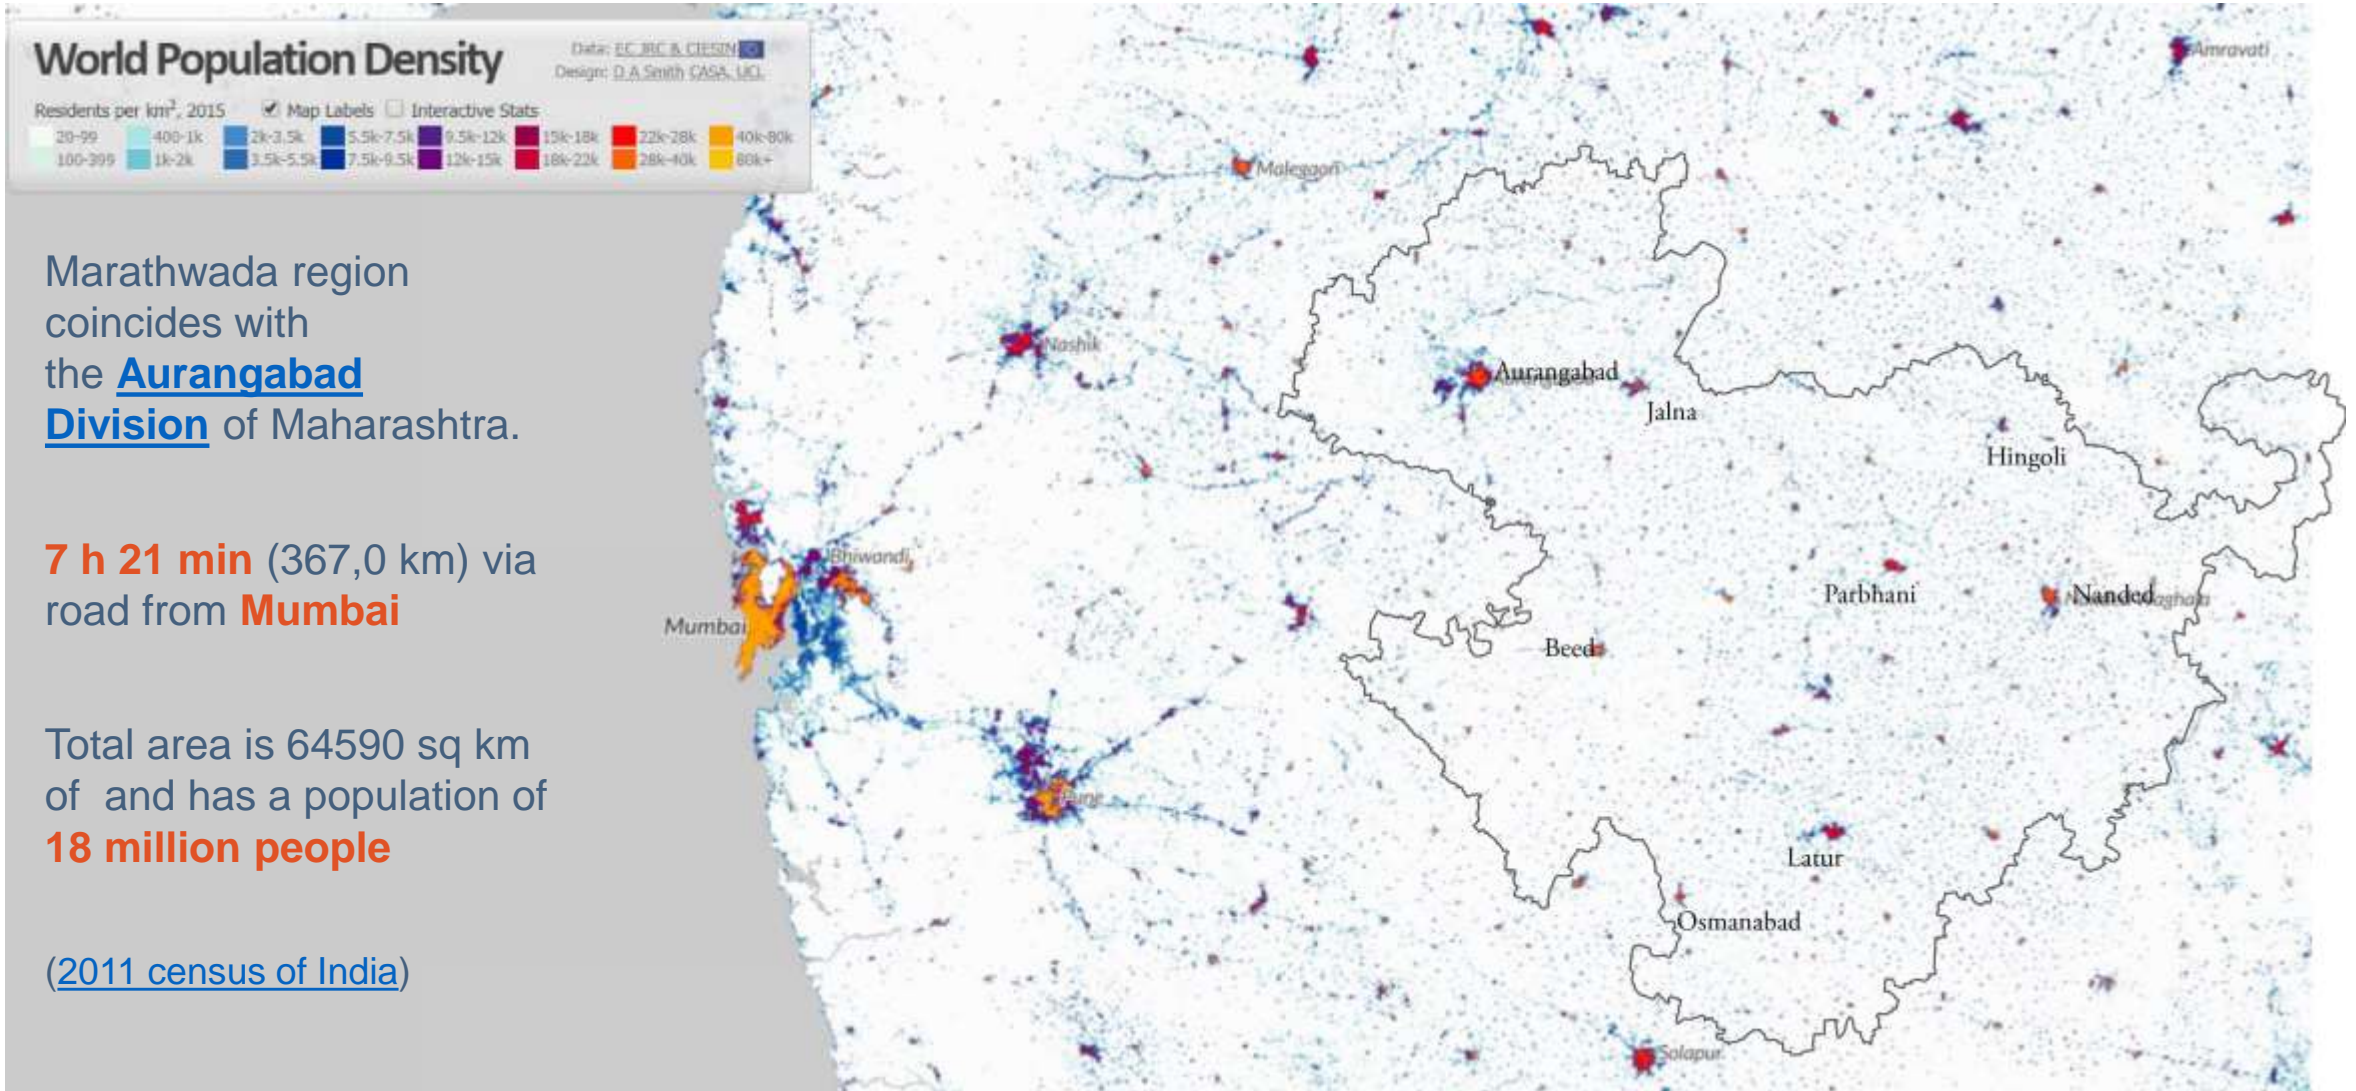 World Population Density
Data: EC JRC & CIESIN
Design: D A Smith CASA, UCL
Residents per km², 2015 Map Labels Interactive Stats
20-99 400-1k 2k-3.5k 5.5k-7.5k 9.5k-12k 15k-18k 22k-28k 40k-80k
100-399 1k-2k 3.5k-5.5k 7.5k-9.5k 12k-15k 18k-22k 28k-40k 80k+
Marathwada region
coincides with
the Aurangabad
Division of Maharashtra.
7 h 21 min (367,0 km) via
road from Mumbai
Total area is 64590 sq km
of and has a population of
18 million people
(2011 census of India)
Amravati
Malegaon
Nashik
Aurangabad
Jalna
Hingoli
Bhiwandi
Parbhani
Nanded
Mumbai
Beed
Pune
Latur
Osmanabad
Solapur